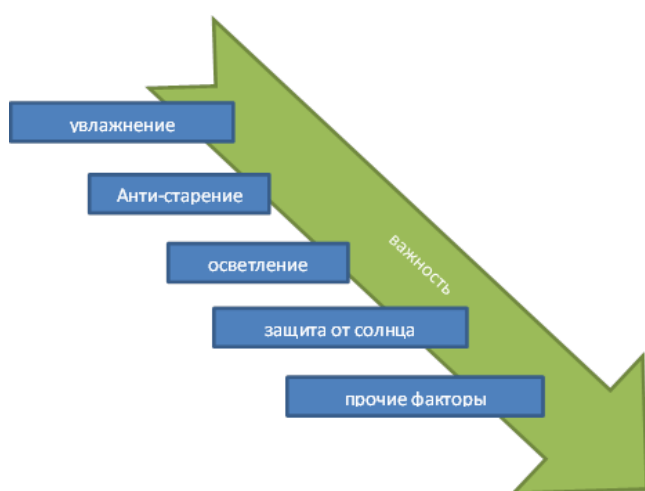 увлажнение
Анти-старение
осветление
важность
защита от солнца
прочие факторы